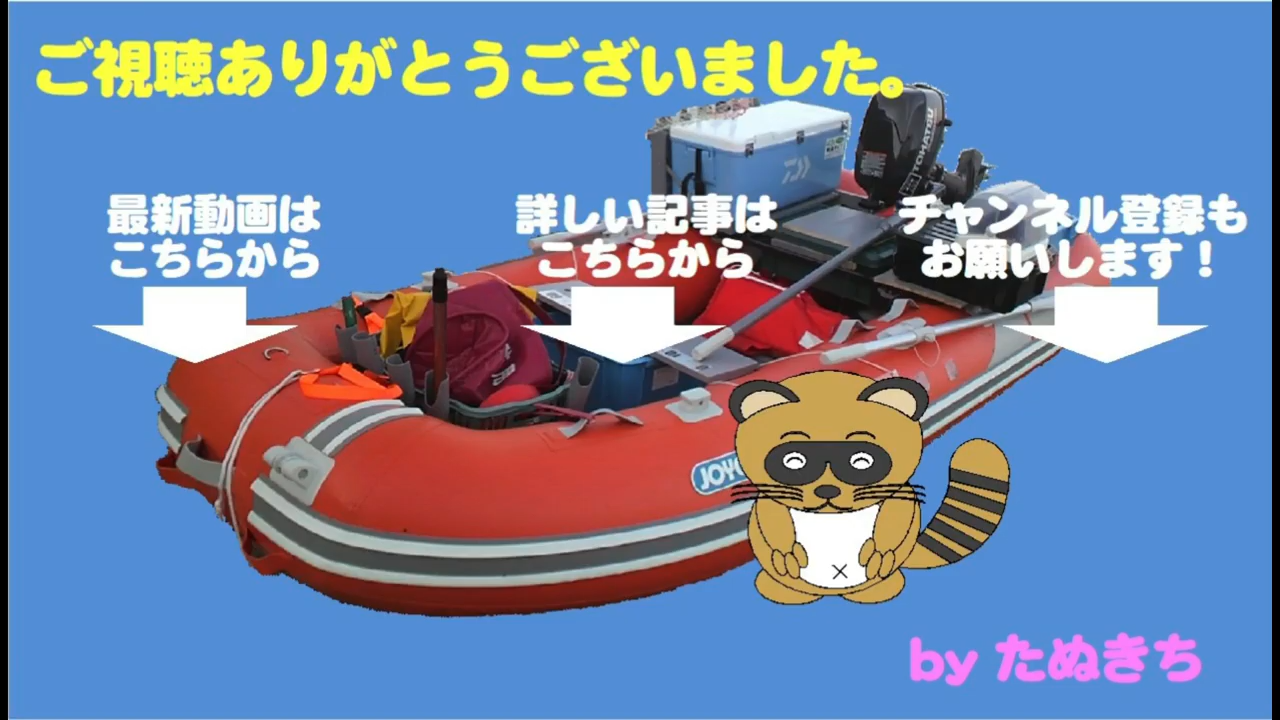 ご視聴ありがとうございました。
最新動画は
こちらから
詳しい記事は
こちらから
チャンネル登録も
お願いします！
TOHATSU
by たぬきち